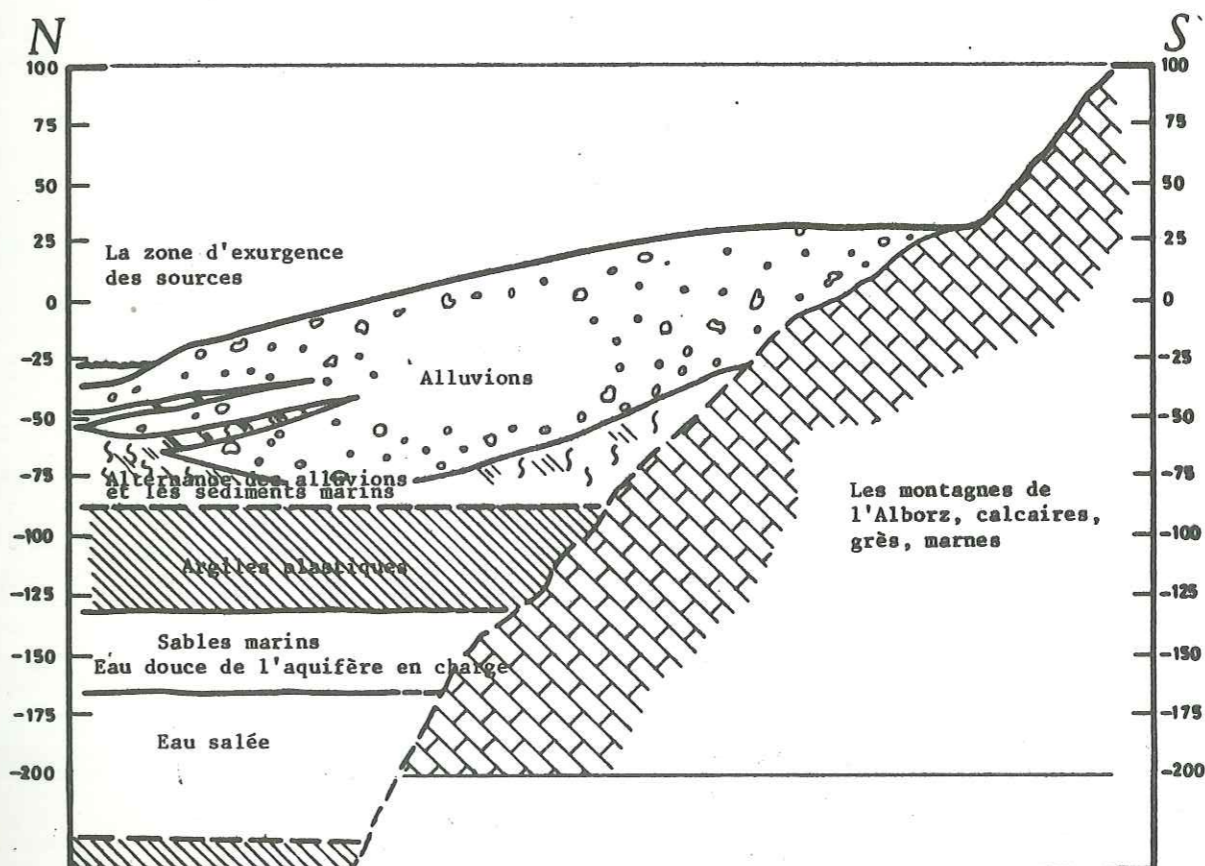 N
S
100
100
75
75
50
50
25
25
0
0
-25
-25
-50
-50
-75
-75
-100
-100
-125
-125
-150
-150
-175
-175
-200
-200
La zone d'exurgence
des sources
Alluvions
Alternance des alluvions
et les sédiments marins
Argiles plastiques
Sables marins
Eau douce de l'aquifère en charge
Eau salée
Les montagnes de
l'Alborz, calcaires,
grès, marnes